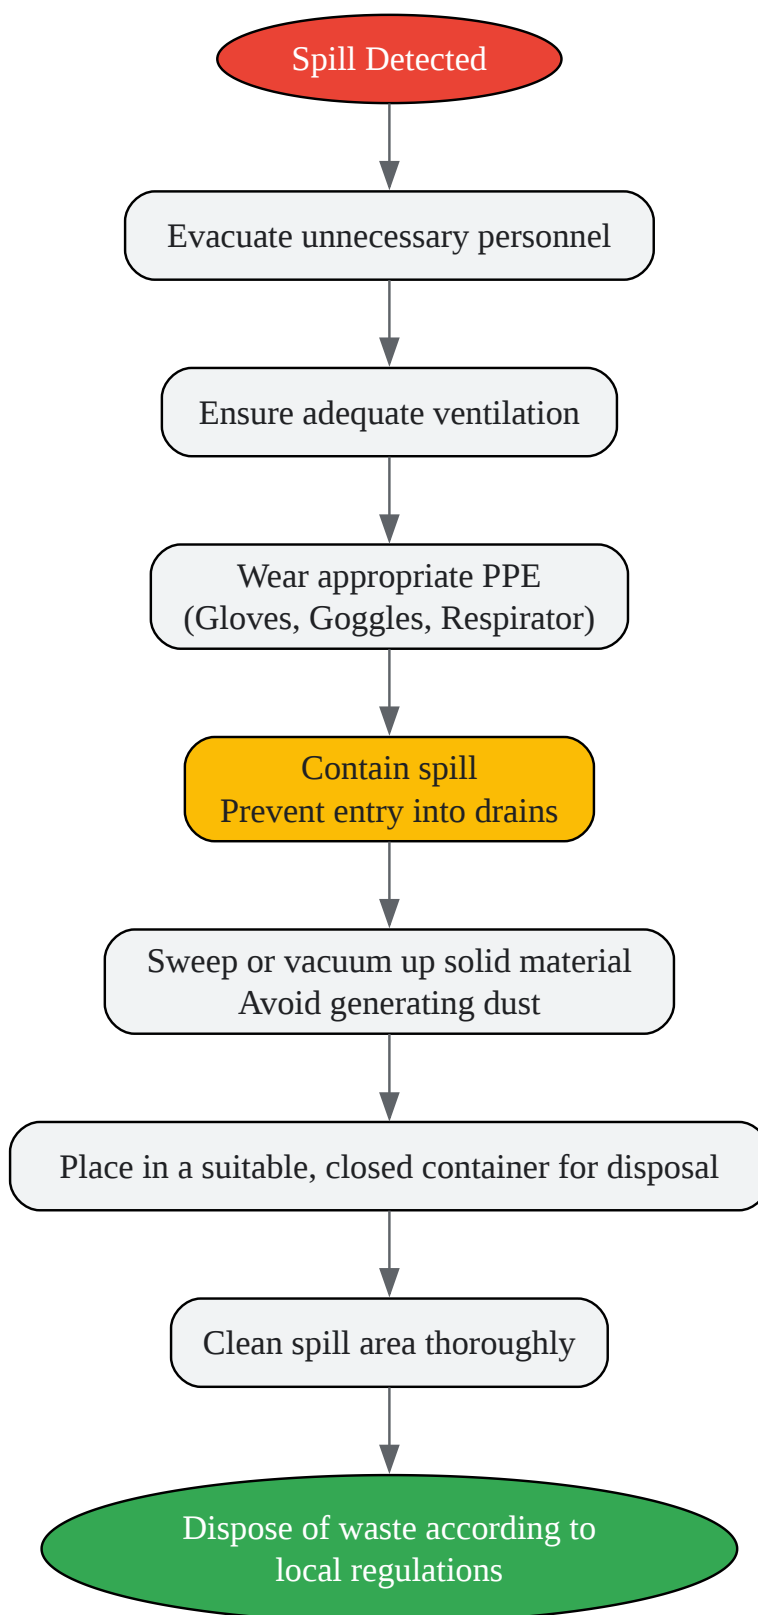 Spill Detected
Evacuate unnecessary personnel
Ensure adequate ventilation
Wear appropriate PPE
(Gloves, Goggles, Respirator)
Contain spill
Prevent entry into drains
Sweep or vacuum up solid material
Avoid generating dust
Place in a suitable, closed container for disposal
Clean spill area thoroughly
Dispose of waste according to
local regulations